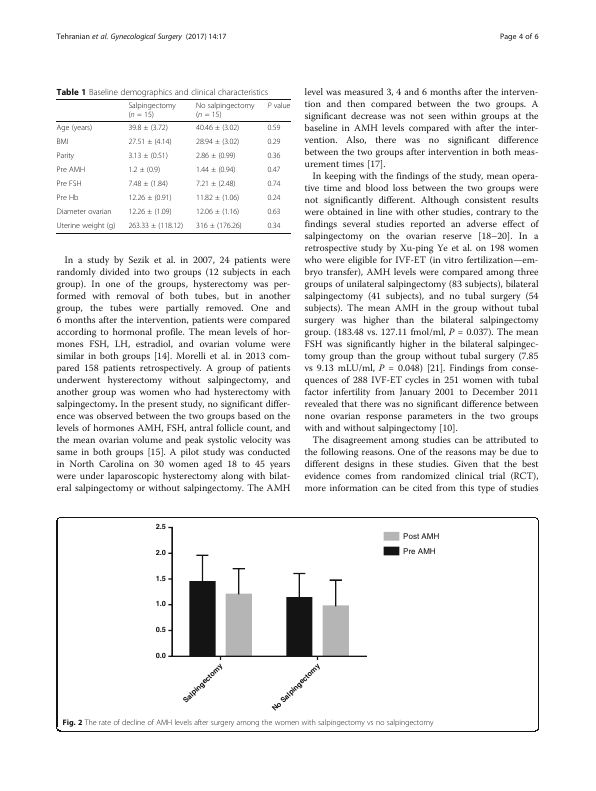 Tehranian et al. Gynecological Surgery (2017) 14:17
Page 4 of 6
Table 1 Baseline demographics and clinical characteristics
Salpingectomy (n = 15) No salpingectomy (n = 15) P value
Age (years) 39.8 ± (3.72) 40.46 ± (3.02) 0.59
BMI 27.51 ± (4.14) 28.94 ± (3.02) 0.29
Parity 3.13 ± (0.51) 2.86 ± (0.99) 0.36
Pre AMH 1.2 ± (0.9) 1.44 ± (0.94) 0.47
Pre FSH 7.48 ± (1.84) 7.21 ± (2.48) 0.74
Pre Hb 12.26 ± (0.91) 11.82 ± (1.06) 0.24
Diameter ovarian 12.26 ± (1.09) 12.06 ± (1.16) 0.63
Uterine weight (g) 263.33 ± (118.12) 316 ± (176.26) 0.34
In a study by Sezik et al. in 2007, 24 patients were
randomly divided into two groups (12 subjects in each
group). In one of the groups, hysterectomy was per-
formed with removal of both tubes, but in another
group, the tubes were partially removed. One and
6 months after the intervention, patients were compared
according to hormonal profile. The mean levels of hor-
mones FSH, LH, estradiol, and ovarian volume were
similar in both groups [14]. Morelli et al. in 2013 com-
pared 158 patients retrospectively. A group of patients
underwent hysterectomy without salpingectomy, and
another group was women who had hysterectomy with
salpingectomy. In the present study, no significant differ-
ence was observed between the two groups based on the
levels of hormones AMH, FSH, antral follicle count, and
the mean ovarian volume and peak systolic velocity was
same in both groups [15]. A pilot study was conducted
in North Carolina on 30 women aged 18 to 45 years
were under laparoscopic hysterectomy along with bilat-
eral salpingectomy or without salpingectomy. The AMH
level was measured 3, 4 and 6 months after the interven-
tion and then compared between the two groups. A
significant decrease was not seen within groups at the
baseline in AMH levels compared with after the inter-
vention. Also, there was no significant difference
between the two groups after intervention in both meas-
urement times [17].
In keeping with the findings of the study, mean opera-
tive time and blood loss between the two groups were
not significantly different. Although consistent results
were obtained in line with other studies, contrary to the
findings several studies reported an adverse effect of
salpingectomy on the ovarian reserve [18–20]. In a
retrospective study by Xu-ping Ye et al. on 198 women
who were eligible for IVF-ET (in vitro fertilization—em-
bryo transfer), AMH levels were compared among three
groups of unilateral salpingectomy (83 subjects), bilateral
salpingectomy (41 subjects), and no tubal surgery (54
subjects). The mean AMH in the group without tubal
surgery was higher than the bilateral salpingectomy
group. (183.48 vs. 127.11 fmol/ml, P = 0.037). The mean
FSH was significantly higher in the bilateral salpingec-
tomy group than the group without tubal surgery (7.85
vs 9.13 mLU/ml, P = 0.048) [21]. Findings from conse-
quences of 288 IVF-ET cycles in 251 women with tubal
factor infertility from January 2001 to December 2011
revealed that there was no significant difference between
none ovarian response parameters in the two groups
with and without salpingectomy [10].
The disagreement among studies can be attributed to
the following reasons. One of the reasons may be due to
different designs in these studies. Given that the best
evidence comes from randomized clinical trial (RCT),
more information can be cited from this type of studies
2.5
2.0
1.5
1.0
0.5
0.0
Salpingectomy
No Salpingectomy
Post AMH
Pre AMH
Fig. 2 The rate of decline of AMH levels after surgery among the women with salpingectomy vs no salpingectomy